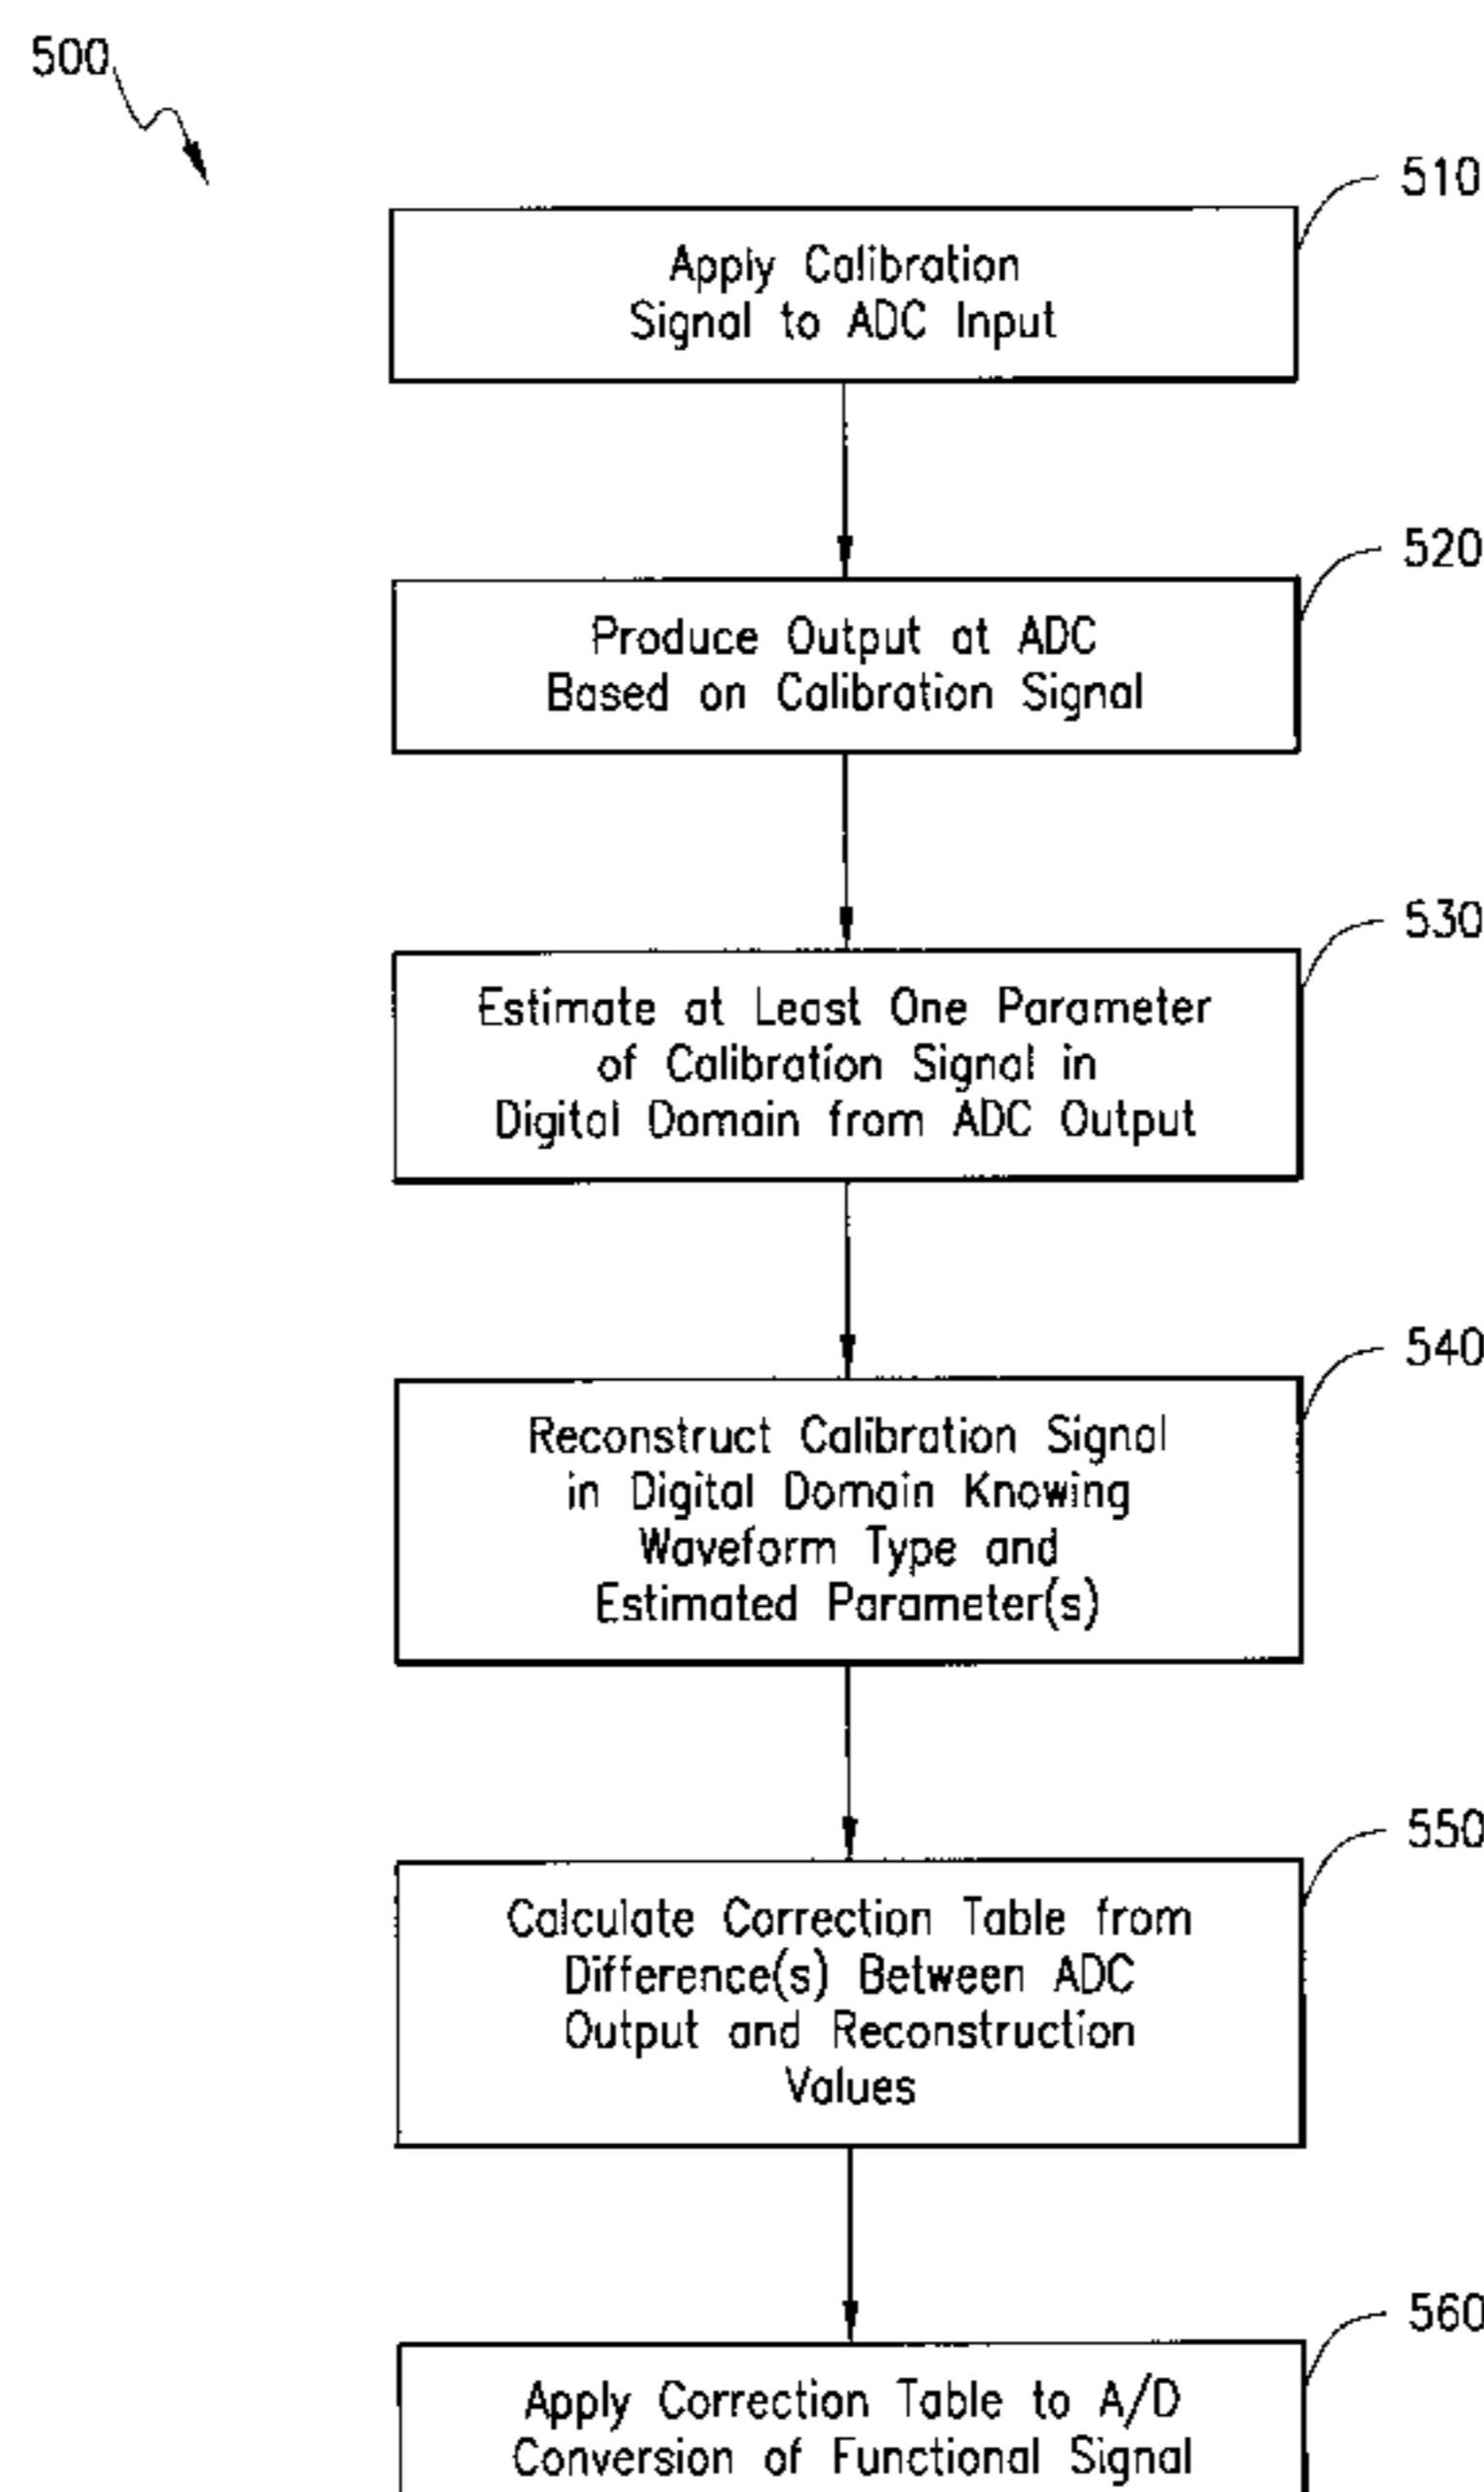 500
510
Apply Calibration
Signal to ADC Input
520
Produce Output at ADC
Based on Calibration Signal
530
Estimate at Least One Parameter
of Calibration Signal in
Digital Domain from ADC Output
540
Reconstruct Calibration Signal
in Digital Domain Knowing
Waveform Type and
Estimated Parameter(s)
550
Calculate Correction Table from
Difference(s) Between ADC
Output and Reconstruction
Values
560
Apply Correction Table to A/D
Conversion of Functional Signal